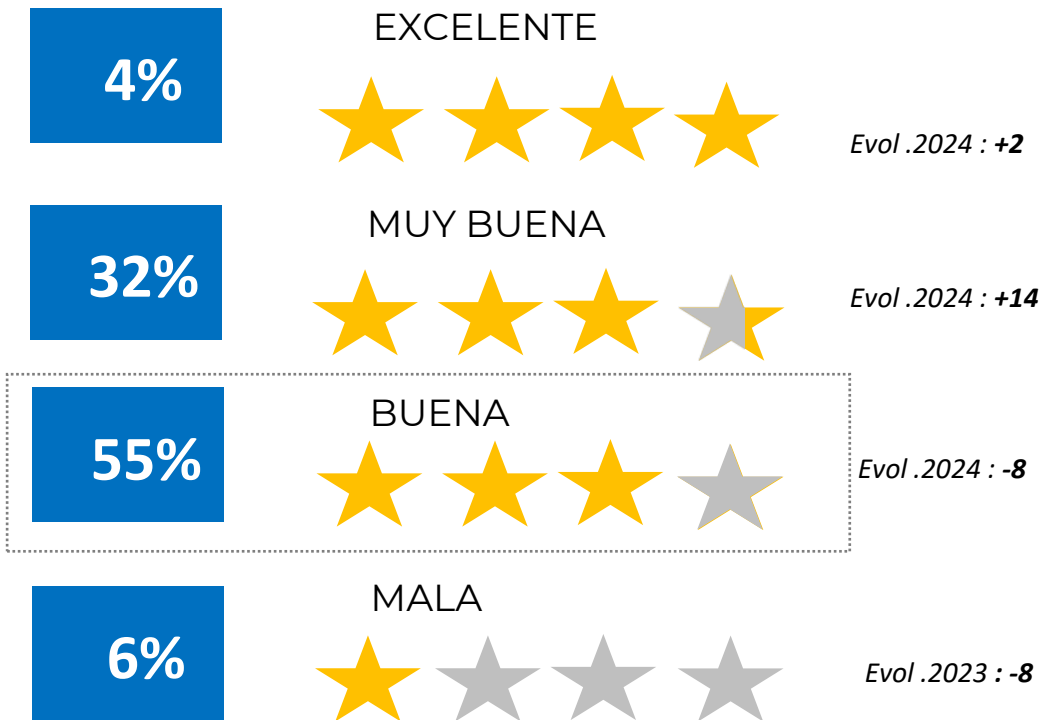 EXCELENTE
4%
Evol .2024 : +2
MUY BUENA
32%
Evol .2024 : +14
BUENA
55%
Evol .2024 : -8
MALA
6%
Evol .2023 : -8